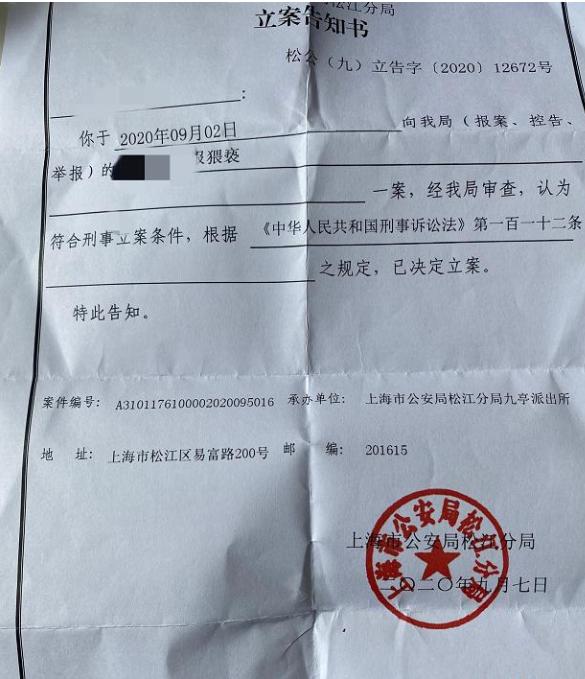 松江分局
立案告知书
松公（九）立告字〔2020〕12672号
：
你于 2020年09月02日 向我局（报案、控告、
举报）的 猥亵
一案，经我局审查，认为
符合刑事立案条件，根据 《中华人民共和国刑事诉讼法》第一百一十二条
之规定，已决定立案。
特此告知。
案件编号： A3101176100002020095016 承办单位： 上海市公安局松江分局九亭派出所
地 址： 上海市松江区易富路200号 邮 编： 201615
上海市公安局松江分局
二〇二〇年九月七日
上海市公安局松江分局